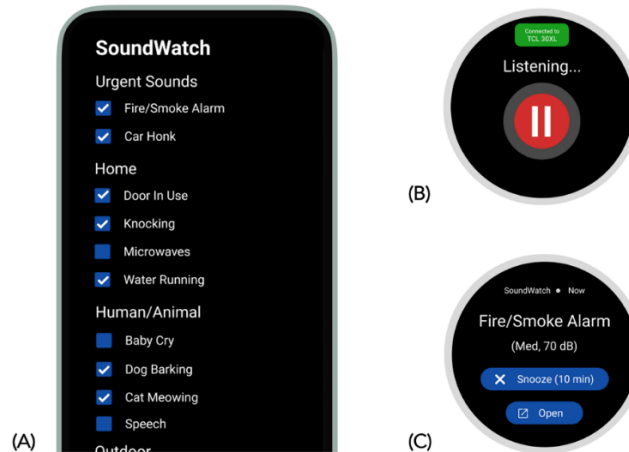 SoundWatch
Urgent Sounds
Fire/Smoke Alarm
Car Honk
Home
Door In Use
Knocking
Microwaves
Water Running
Human/Animal
Baby Cry
Dog Barking
Cat Meowing
Speech
Outdoor
(A)
Connected to
TCL 30XL
Listening...
(B)
SoundWatch • Now
Fire/Smoke Alarm
(Med, 70 dB)
Snooze (10 min)
Open
(C)